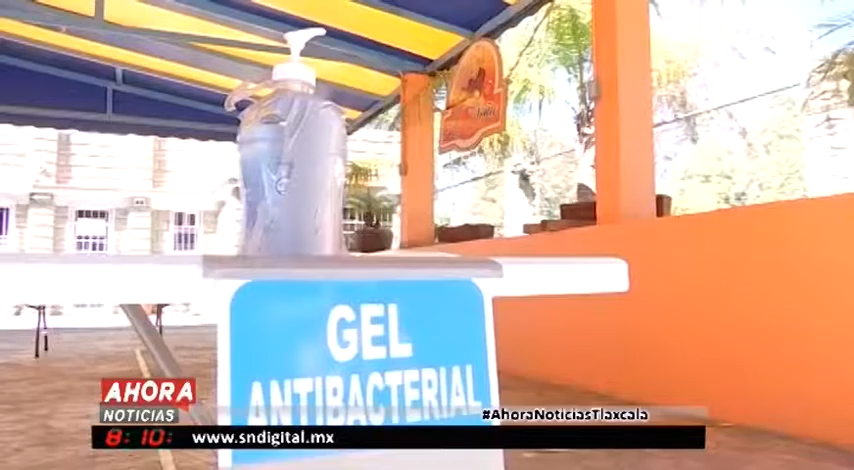 GEL
ANTIBACTERIAL
AHORA
NOTICIAS
#AhoraNoticiasTlaxcala
8:10
www.sndigital.mx